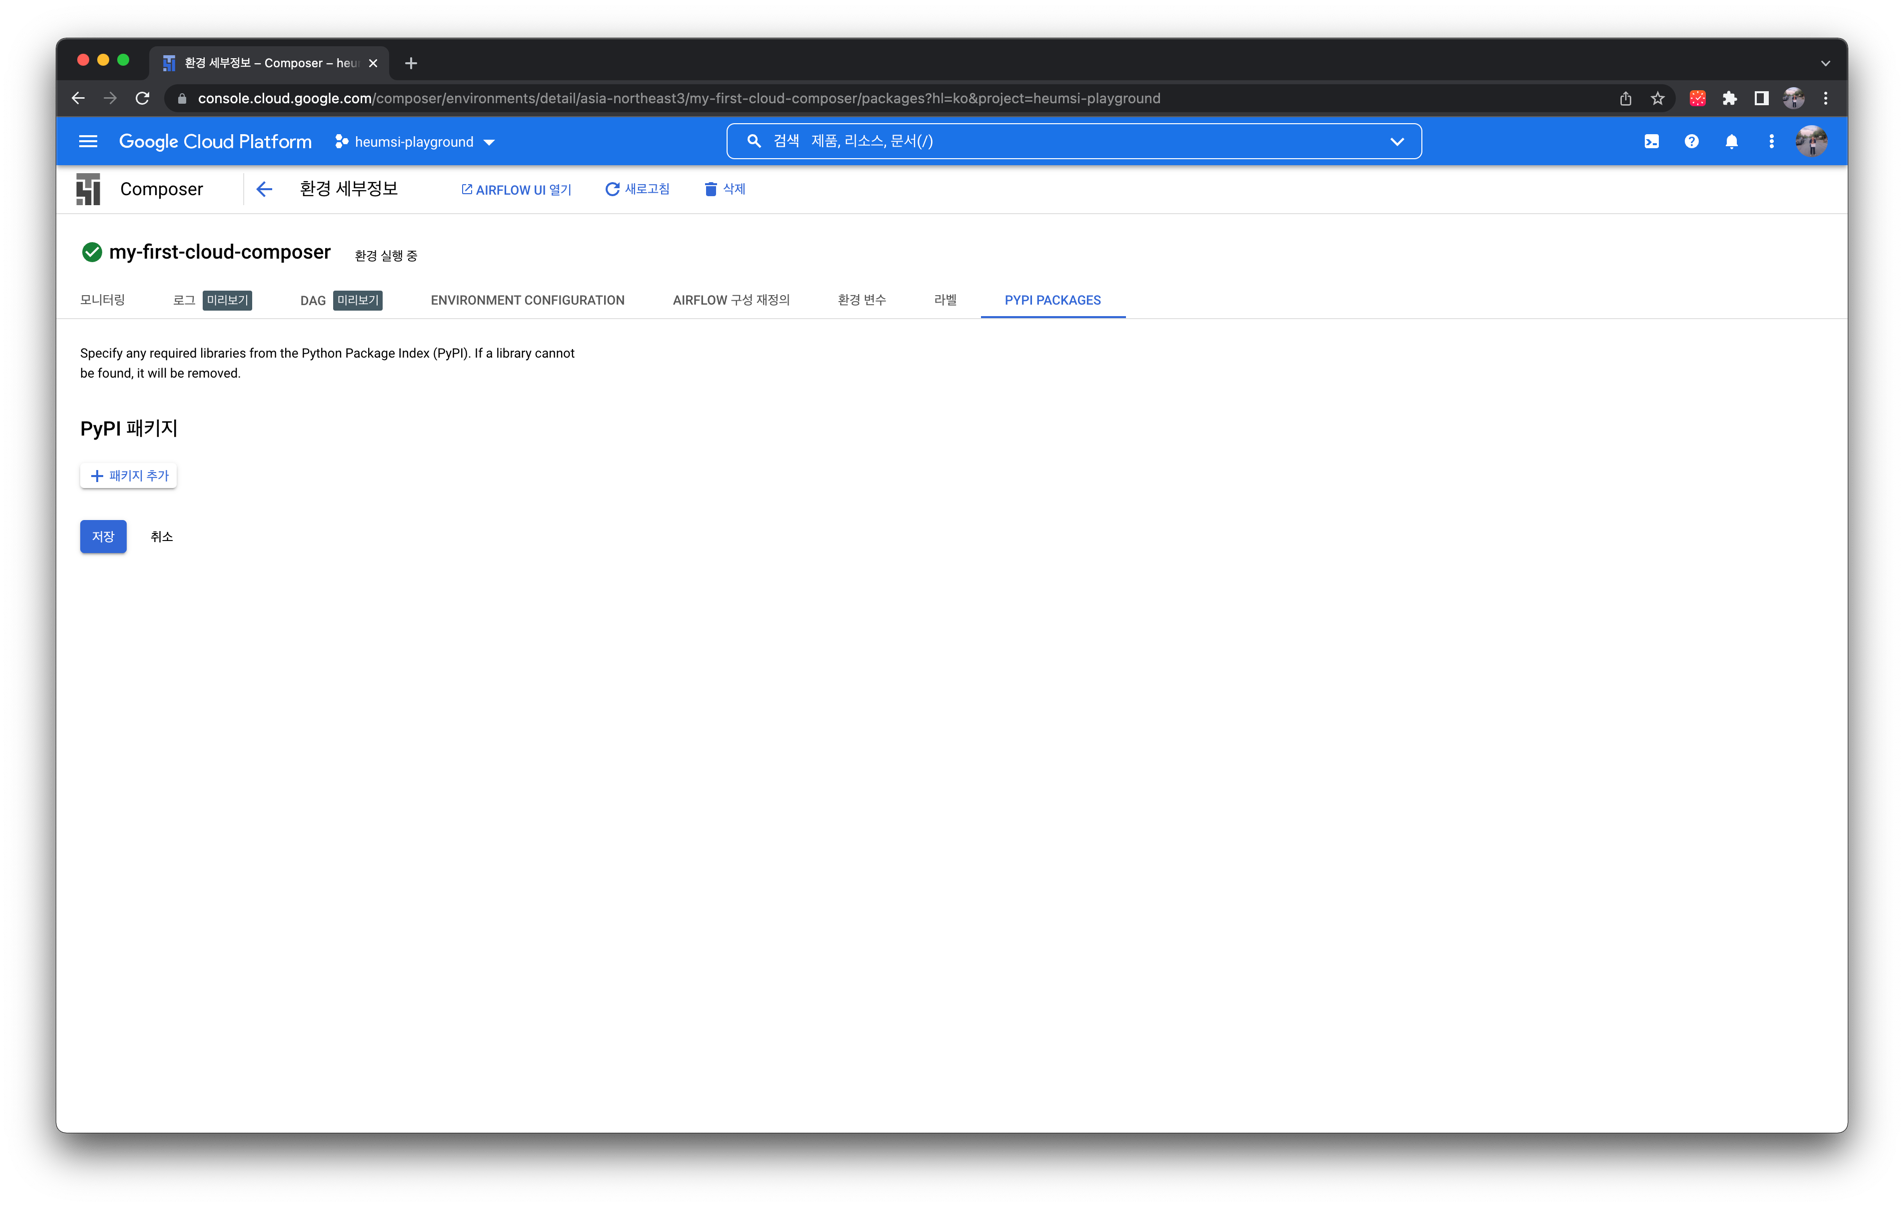 환경 세부정보 – Composer – heu
console.cloud.google.com/composer/environments/detail/asia-northeast3/my-first-cloud-composer/packages?hl=ko&project=heumsi-playground
Google Cloud Platform
heumsi-playground
검색 제품, 리소스, 문서(/)
Composer
환경 세부정보
AIRFLOW UI 열기
새로고침
삭제
my-first-cloud-composer
환경 실행 중
모니터링
로그 미리보기
DAG 미리보기
ENVIRONMENT CONFIGURATION
AIRFLOW 구성 재정의
환경 변수
라벨
PYPI PACKAGES
Specify any required libraries from the Python Package Index (PyPI). If a library cannot
be found, it will be removed.
PyPI 패키지
패키지 추가
저장
취소